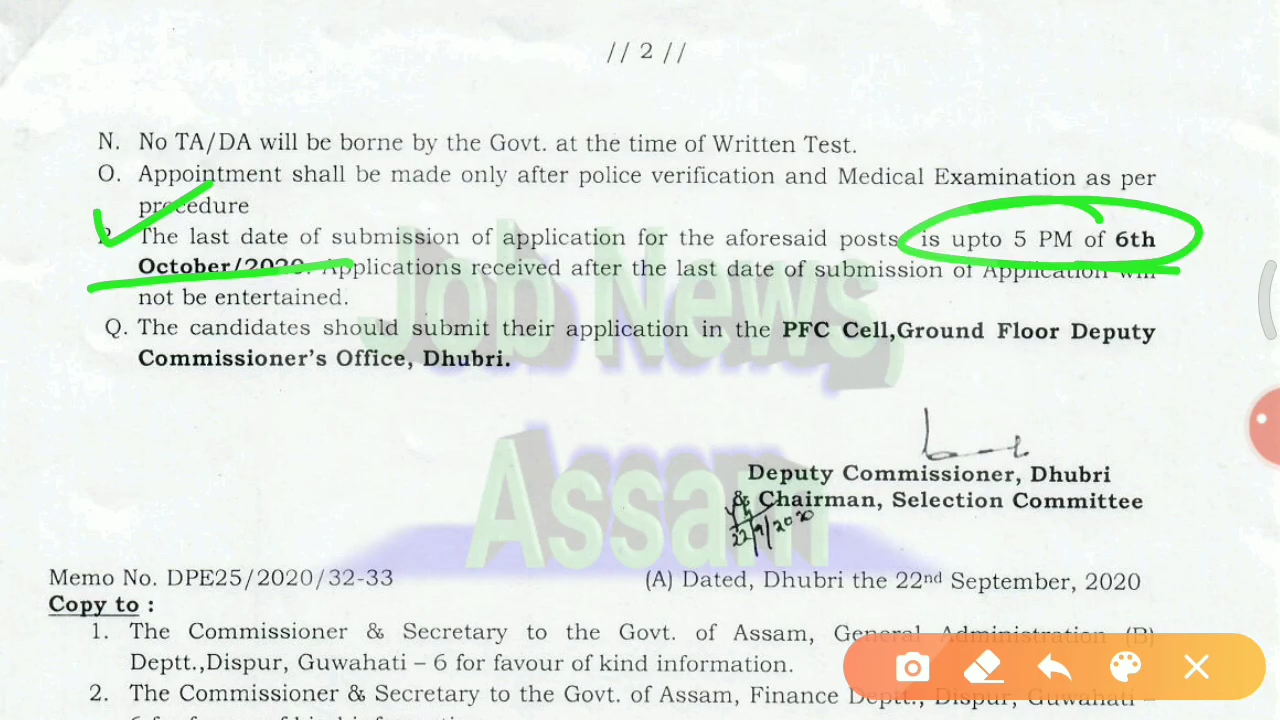 // 2 //
N. No TA/DA will be borne by the Govt. at the time of Written Test.
O. Appointment shall be made only after police verification and Medical Examination as per
procedure
P. The last date of submission of application for the aforesaid posts is upto 5 PM of 6th
October/2020. Applications received after the last date of submission of Application will
not be entertained.
Q. The candidates should submit their application in the PFC Cell,Ground Floor Deputy
Commissioner's Office, Dhubri.
Job News
Assam
Deputy Commissioner, Dhubri
& Chairman, Selection Committee
22/9/2020
Memo No. DPE25/2020/32-33 (A) Dated, Dhubri the 22nd September, 2020
Copy to :
1. The Commissioner & Secretary to the Govt. of Assam, General Administration (B)
Deptt.,Dispur, Guwahati – 6 for favour of kind information.
2. The Commissioner & Secretary to the Govt. of Assam, Finance Deptt., Dispur, Guwahati –
6 for favour of kind information.